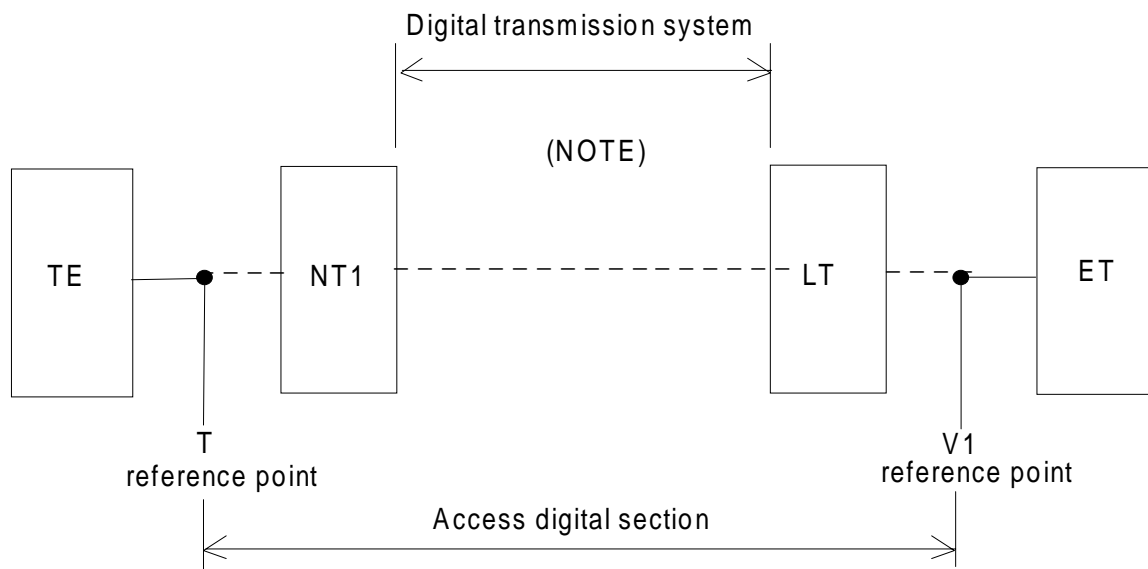 Digital transmission system
(NOTE)
TE
NT1
LT
ET
T
reference point
V1
reference point
Access digital section